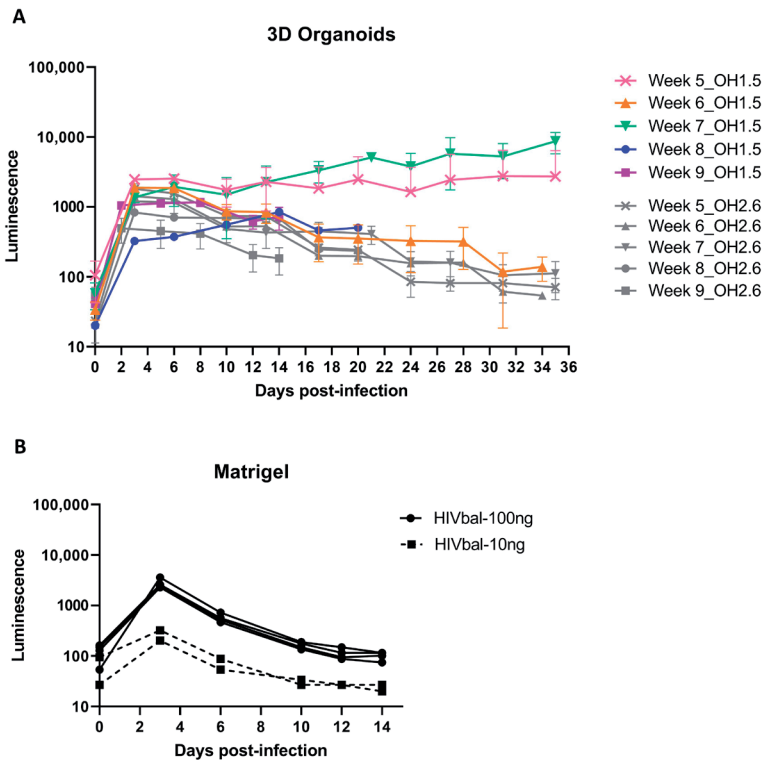 A
3D Organoids
100,000
10,000
1000
100
10
Luminescence
0 2 4 6 8 10 12 14 16 18 20 22 24 26 28 30 32 34 36
Days post-infection
Week 5_OH1.5
Week 6_OH1.5
Week 7_OH1.5
Week 8_OH1.5
Week 9_OH1.5
Week 5_OH2.6
Week 6_OH2.6
Week 7_OH2.6
Week 8_OH2.6
Week 9_OH2.6
B
Matrigel
100,000
10,000
1000
100
10
Luminescence
0 2 4 6 8 10 12 14
Days post-infection
HIVbal-100ng
HIVbal-10ng